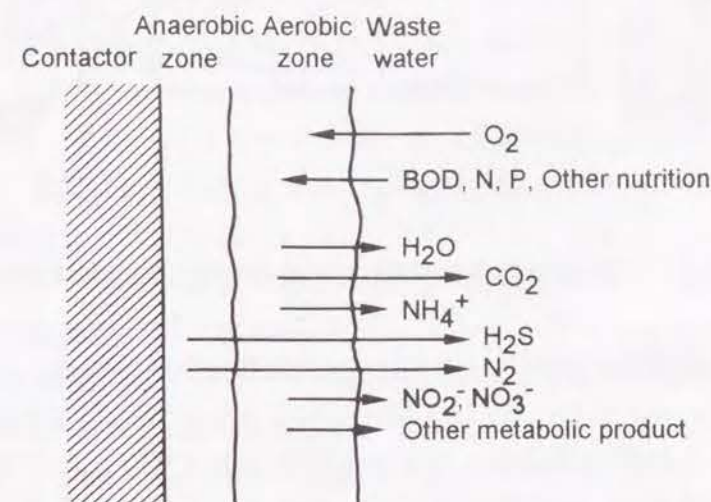 Anaerobic Aerobic Waste
Contactor zone zone water
O2
BOD, N, P, Other nutrition
H2O
CO2
NH4+
H2S
N2
NO2-, NO3-
Other metabolic product